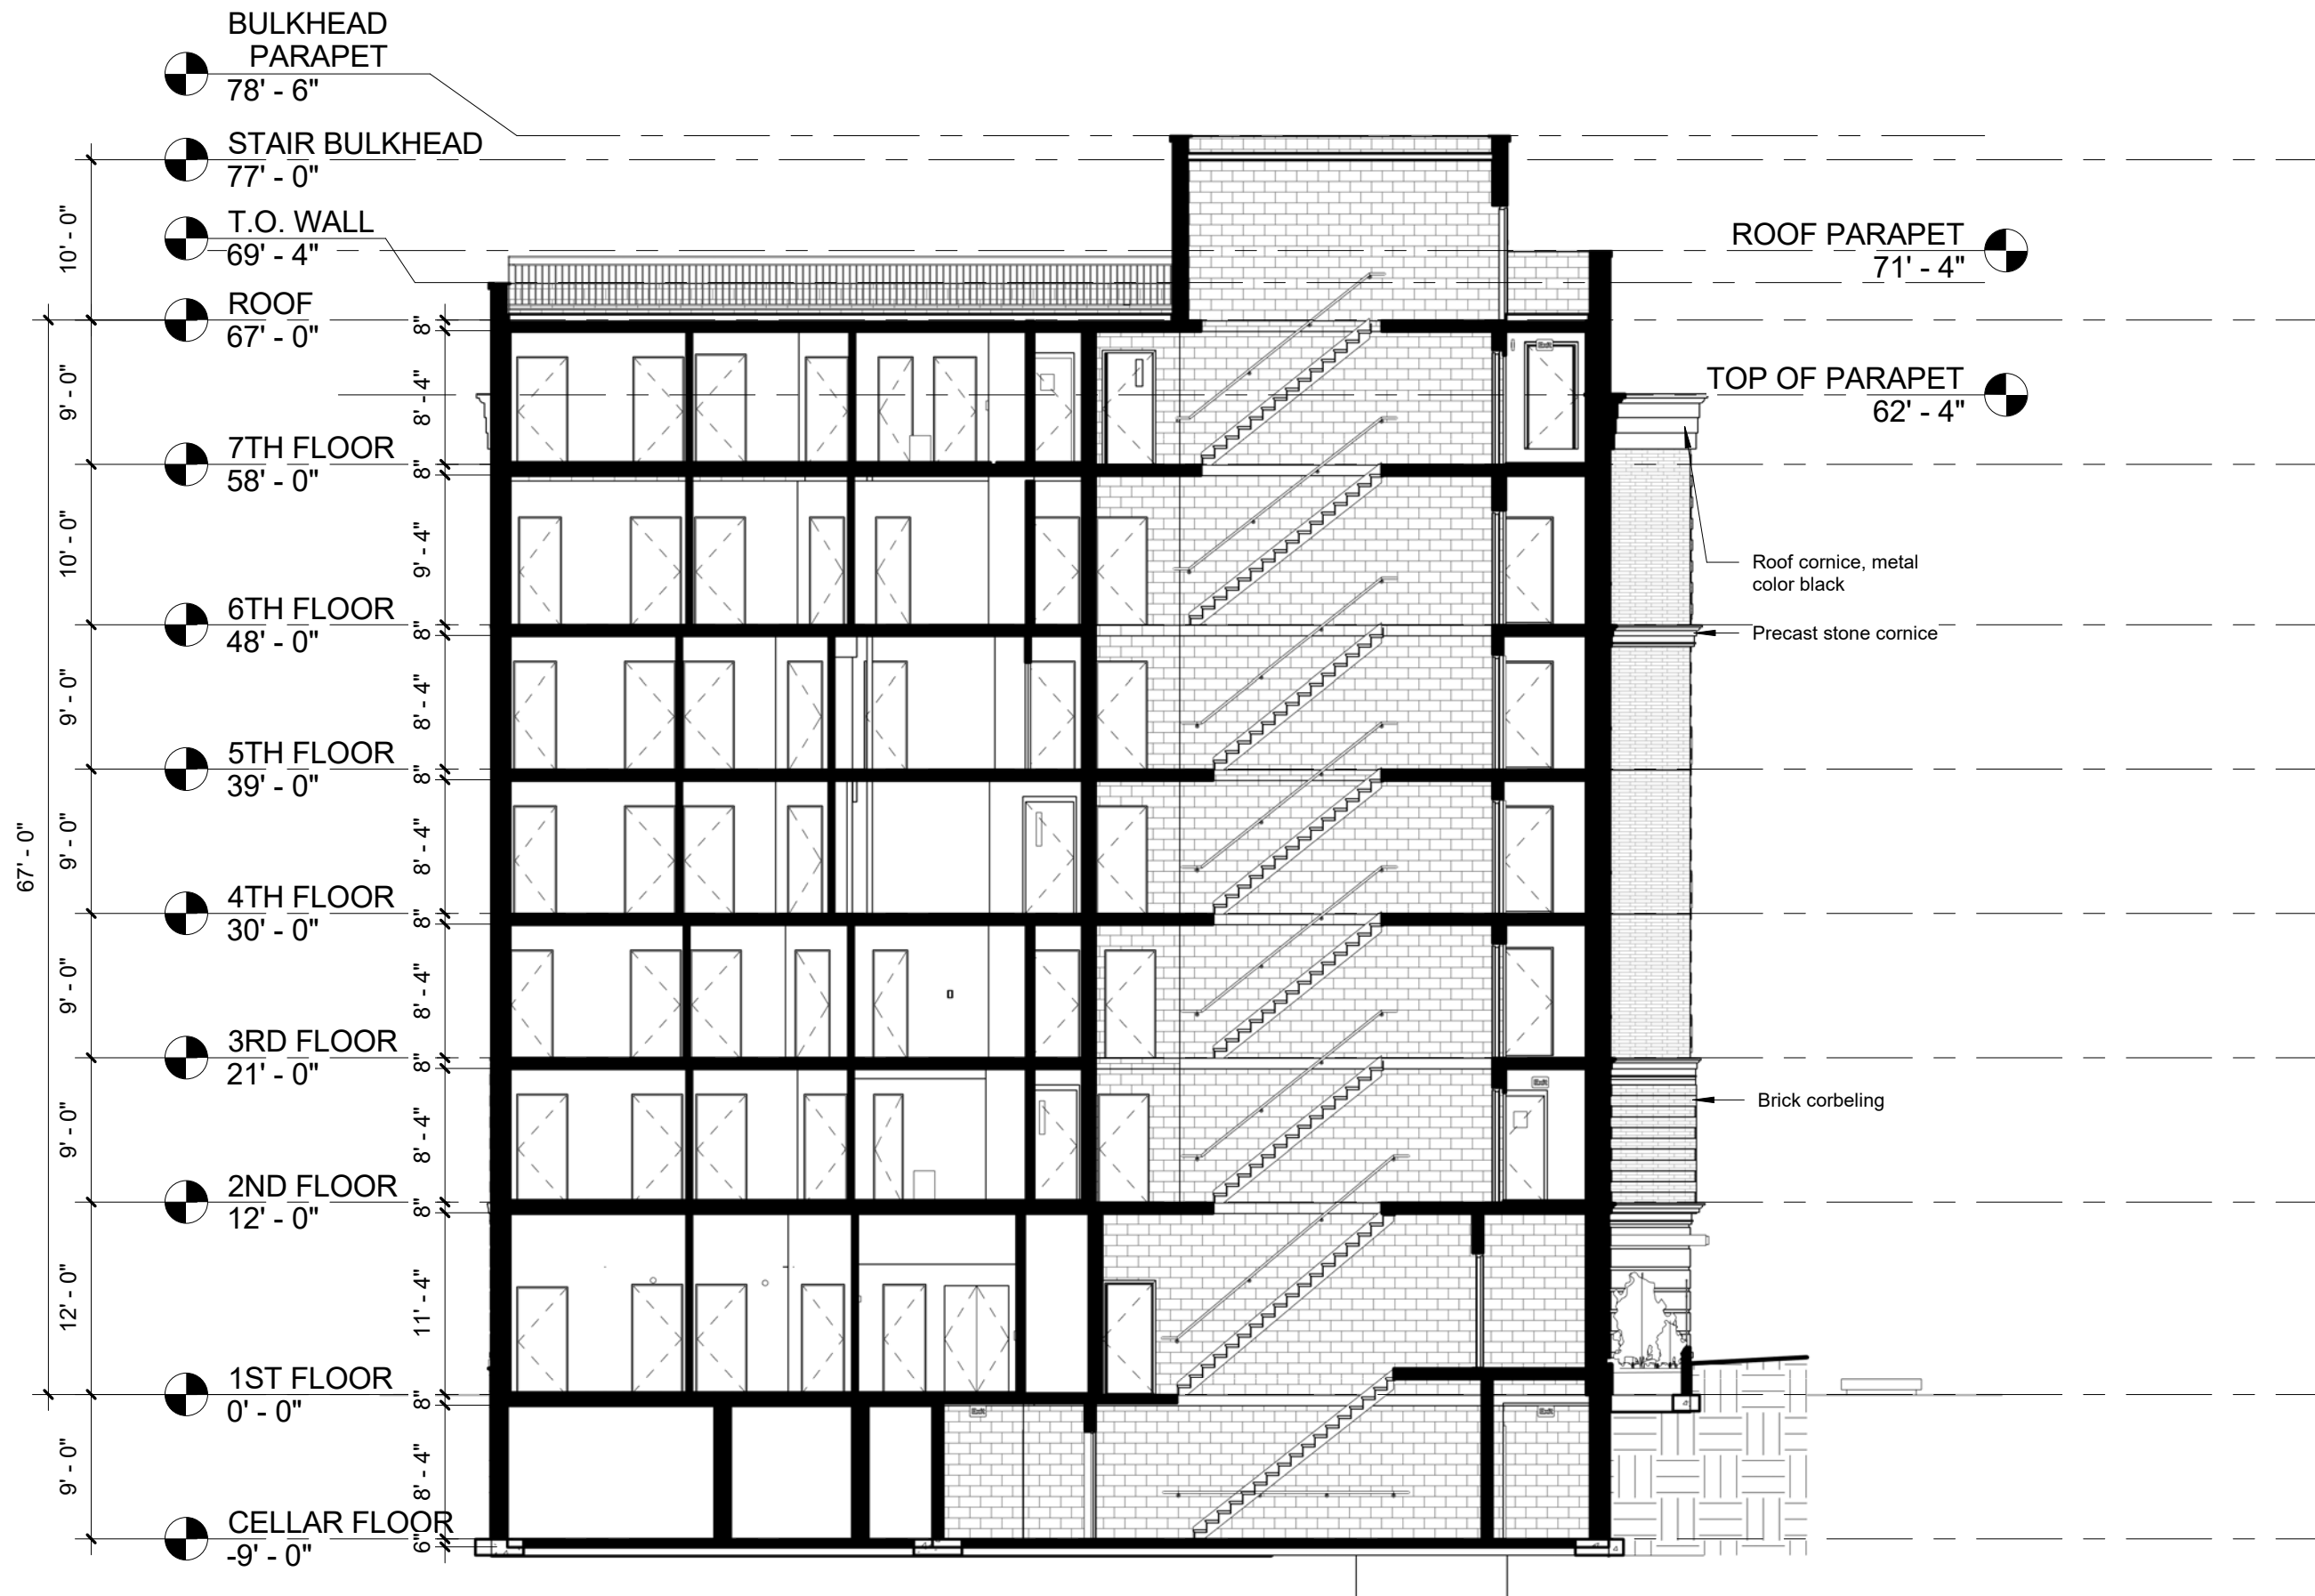 BULKHEAD
PARAPET
78' - 6"
STAIR BULKHEAD
77' - 0"
T.O. WALL
69' - 4"
ROOF
67' - 0"
7TH FLOOR
58' - 0"
6TH FLOOR
48' - 0"
5TH FLOOR
39' - 0"
4TH FLOOR
30' - 0"
3RD FLOOR
21' - 0"
2ND FLOOR
12' - 0"
1ST FLOOR
0' - 0"
CELLAR FLOOR
-9' - 0"
67' - 0"
10' - 0"
9' - 0"
10' - 0"
9' - 0"
9' - 0"
9' - 0"
9' - 0"
12' - 0"
9' - 0"
8"
8' - 4"
8"
9' - 4"
8"
8' - 4"
8"
8' - 4"
8"
8' - 4"
8"
8' - 4"
8"
11' - 4"
8"
8' - 4"
6"
Exit
Exit
Exit
Exit
ROOF PARAPET
71' - 4"
TOP OF PARAPET
62' - 4"
Roof cornice, metal
color black
Precast stone cornice
Brick corbeling